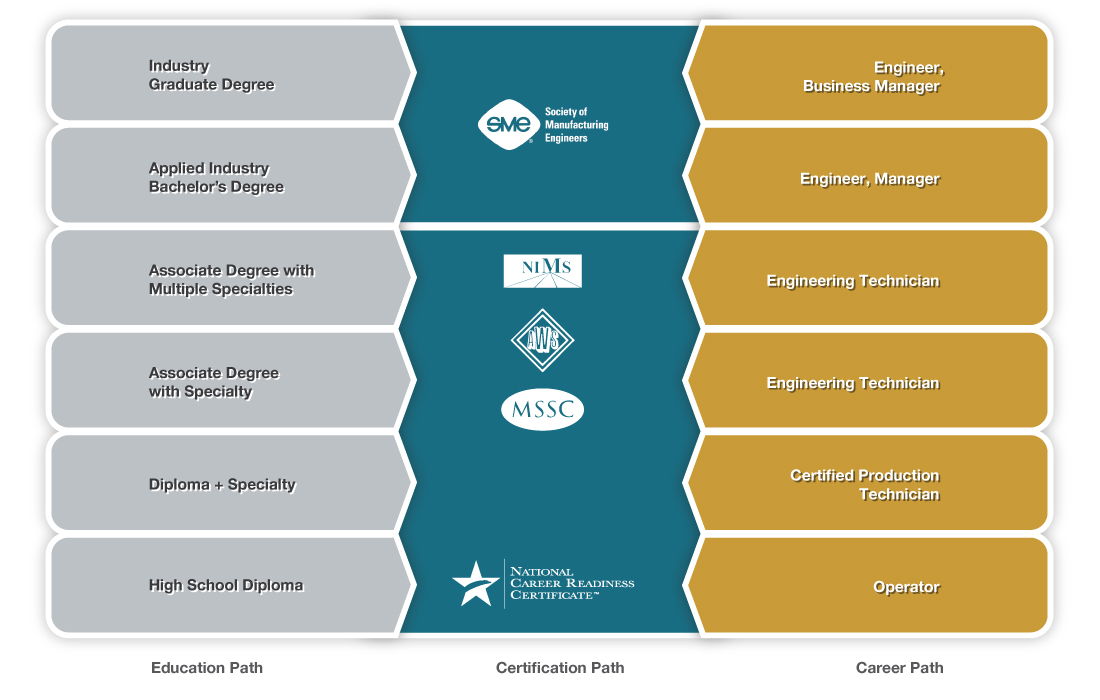 Industry
Graduate Degree
SME
Society of
Manufacturing
Engineers
Engineer,
Business Manager
Applied Industry
Bachelor's Degree
Engineer, Manager
Associate Degree with
Multiple Specialties
NIMS
Engineering Technician
AWS
Associate Degree
with Specialty
MSSC
Engineering Technician
Diploma + Specialty
Certified Production
Technician
High School Diploma
NATIONAL
CAREER READINESS
CERTIFICATE™
Operator
Education Path
Certification Path
Career Path